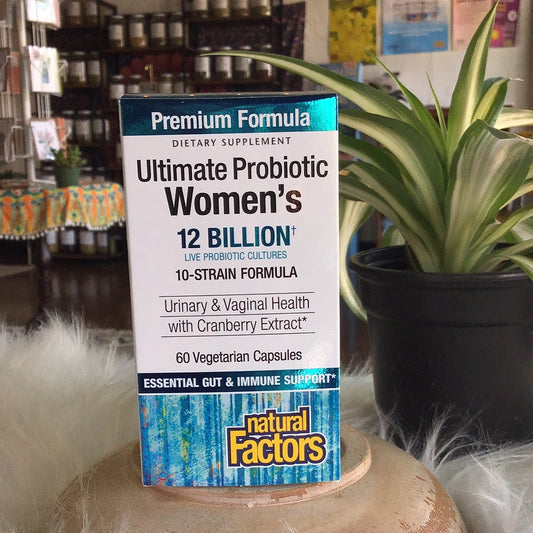 Premium Formula
DIETARY SUPPLEMENT
Ultimate Probiotic
Women's
12 BILLION†
LIVE PROBIOTIC CULTURES
10-STRAIN FORMULA
Urinary & Vaginal Health
with Cranberry Extract*
60 Vegetarian Capsules
ESSENTIAL GUT & IMMUNE SUPPORT*
natural
Factors